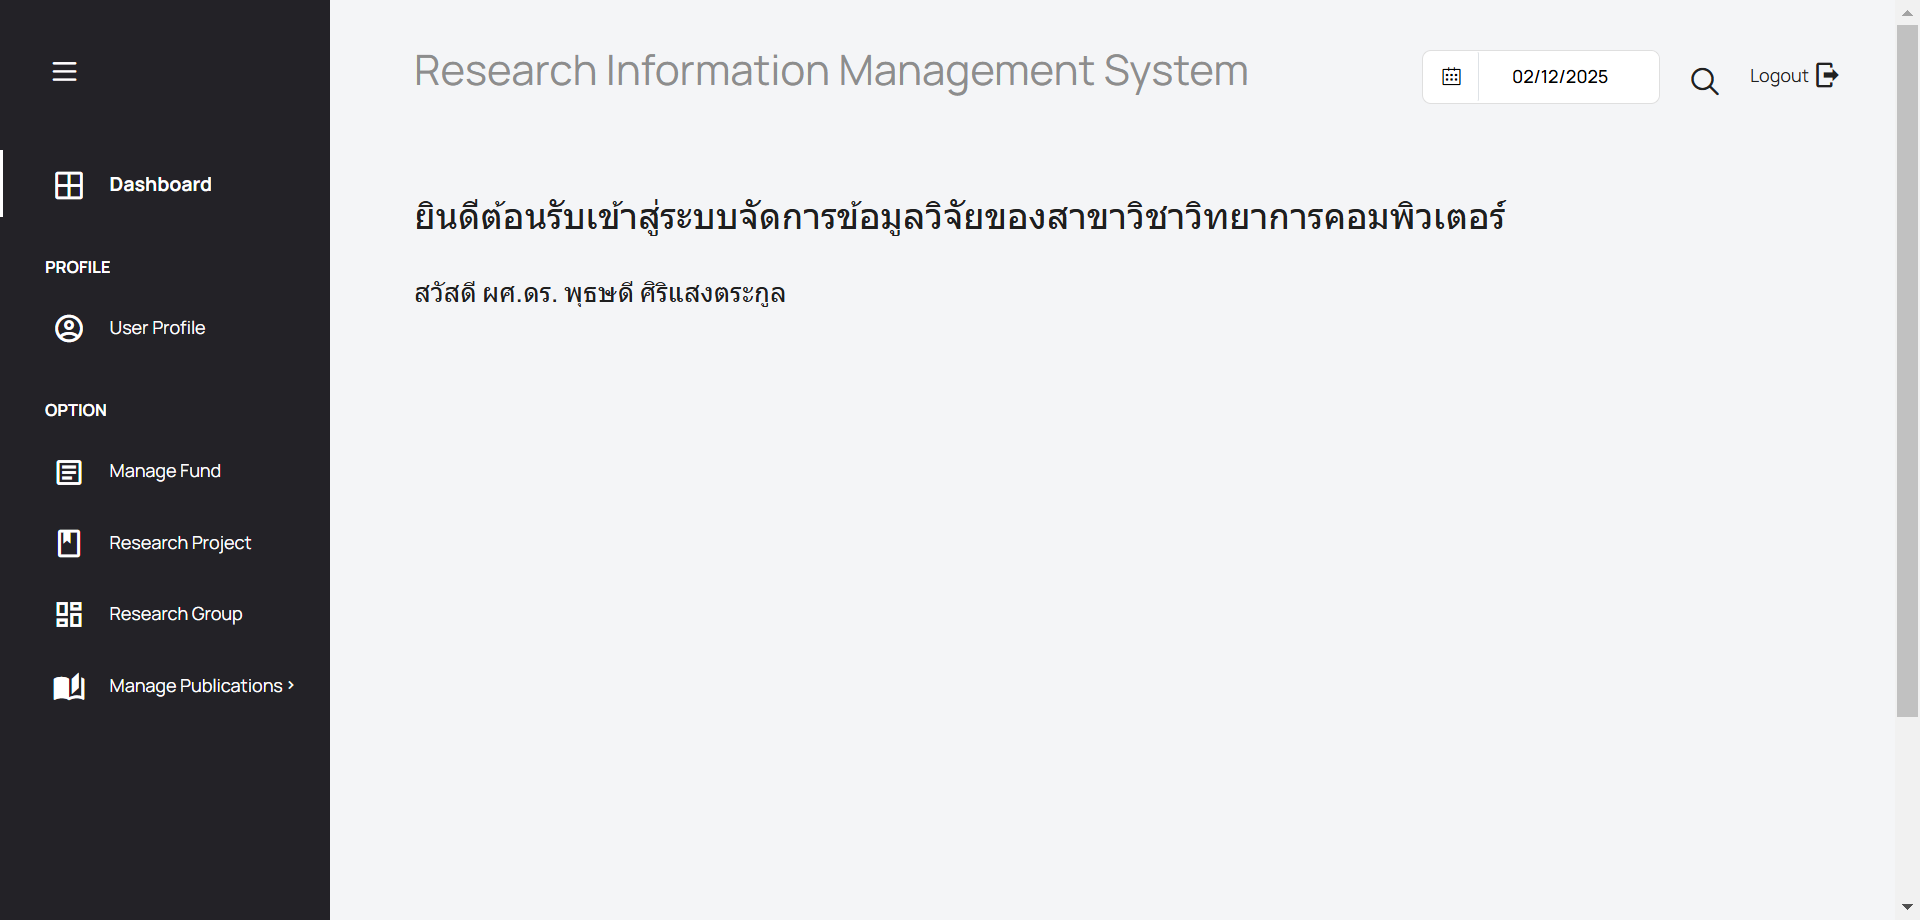 Research Information Management System
02/12/2025
Logout
Dashboard
PROFILE
User Profile
OPTION
Manage Fund
Research Project
Research Group
Manage Publications
ยินดีต้อนรับเข้าสู่ระบบจัดการข้อมูลวิจัยของสาขาวิชาวิทยาการคอมพิวเตอร์
สวัสดี ผศ.ดร. พุธษดี ศิริแสงตระกูล